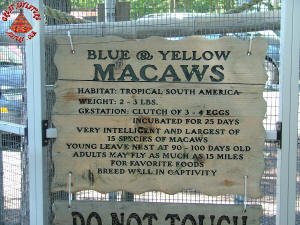 BLUE & YELLOW
MACAWS
HABITAT: TROPICAL SOUTH AMERICA
WEIGHT: 2 - 3 LBS.
GESTATION: CLUTCH OF 3 - 4 EGGS
INCUBATED FOR 25 DAYS
VERY INTELLIGENT AND LARGEST OF
15 SPECIES OF MACAWS
YOUNG LEAVE NEST AT 90 - 100 DAYS OLD
ADULTS MAY FLY AS MUCH AS 15 MILES
FOR FAVORITE FOODS
BREED WELL IN CAPTIVITY
DO NOT TOUCH